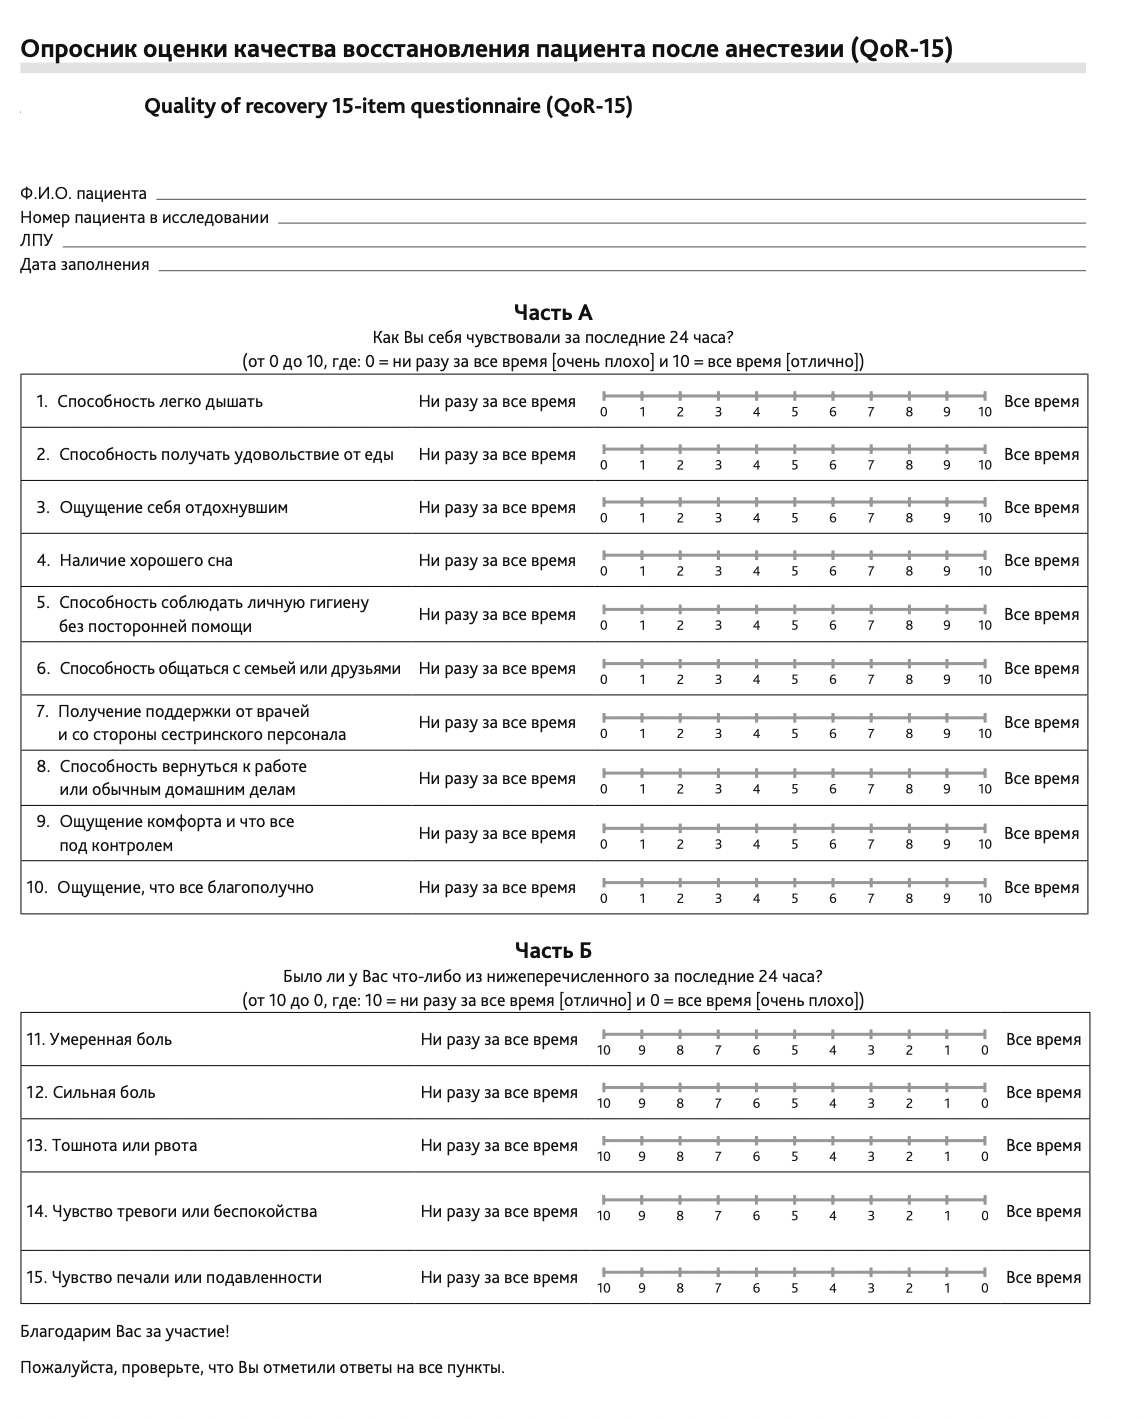 Опросник оценки качества восстановления пациента после анестезии (QoR-15)
Quality of recovery 15-item questionnaire (QoR-15)
Ф.И.О. пациента
Номер пациента в исследовании
ЛПУ
Дата заполнения
Часть А
Как Вы себя чувствовали за последние 24 часа?
(от 0 до 10, где: 0 = ни разу за все время [очень плохо] и 10 = все время [отлично])
1. Способность легко дышать Ни разу за все время 0 1 2 3 4 5 6 7 8 9 10 Все время
2. Способность получать удовольствие от еды Ни разу за все время 0 1 2 3 4 5 6 7 8 9 10 Все время
3. Ощущение себя отдохнувшим Ни разу за все время 0 1 2 3 4 5 6 7 8 9 10 Все время
4. Наличие хорошего сна Ни разу за все время 0 1 2 3 4 5 6 7 8 9 10 Все время
5. Способность соблюдать личную гигиену
без посторонней помощи Ни разу за все время 0 1 2 3 4 5 6 7 8 9 10 Все время
6. Способность общаться с семьей или друзьями Ни разу за все время 0 1 2 3 4 5 6 7 8 9 10 Все время
7. Получение поддержки от врачей
и со стороны сестринского персонала Ни разу за все время 0 1 2 3 4 5 6 7 8 9 10 Все время
8. Способность вернуться к работе
или обычным домашним делам Ни разу за все время 0 1 2 3 4 5 6 7 8 9 10 Все время
9. Ощущение комфорта и что все
под контролем Ни разу за все время 0 1 2 3 4 5 6 7 8 9 10 Все время
10. Ощущение, что все благополучно Ни разу за все время 0 1 2 3 4 5 6 7 8 9 10 Все время
Часть Б
Было ли у Вас что-либо из нижеперечисленного за последние 24 часа?
(от 10 до 0, где: 10 = ни разу за все время [отлично] и 0 = все время [очень плохо])
11. Умеренная боль Ни разу за все время 10 9 8 7 6 5 4 3 2 1 0 Все время
12. Сильная боль Ни разу за все время 10 9 8 7 6 5 4 3 2 1 0 Все время
13. Тошнота или рвота Ни разу за все время 10 9 8 7 6 5 4 3 2 1 0 Все время
14. Чувство тревоги или беспокойства Ни разу за все время 10 9 8 7 6 5 4 3 2 1 0 Все время
15. Чувство печали или подавленности Ни разу за все время 10 9 8 7 6 5 4 3 2 1 0 Все время
Благодарим Вас за участие!
Пожалуйста, проверьте, что Вы отметили ответы на все пункты.